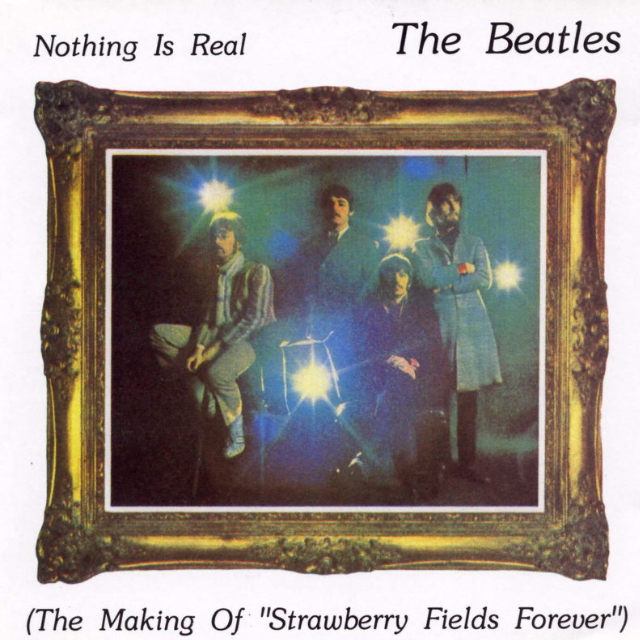 Nothing Is Real
The Beatles
(The Making Of "Strawberry Fields Forever")